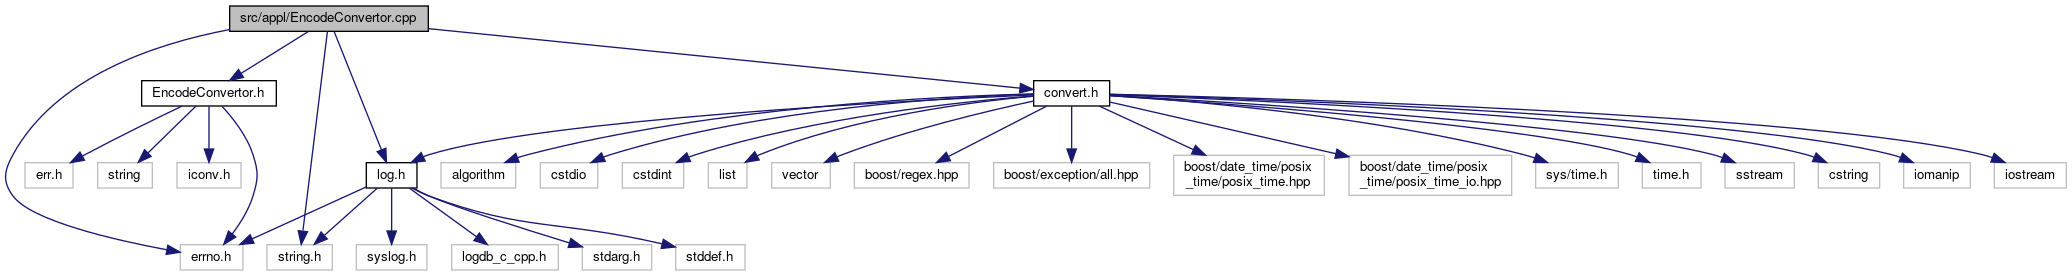 src/appl/EncodeConvertor.cpp
EncodeConvertor.h
convert.h
err.h
string
iconv.h
log.h
algorithm
cstdio
cstdint
list
vector
boost/regex.hpp
boost/exception/all.hpp
boost/date_time/posix
_time/posix_time.hpp
boost/date_time/posix
_time/posix_time_io.hpp
sys/time.h
time.h
sstream
cstring
iomanip
iostream
errno.h
string.h
syslog.h
logdb_c_cpp.h
stdarg.h
stddef.h